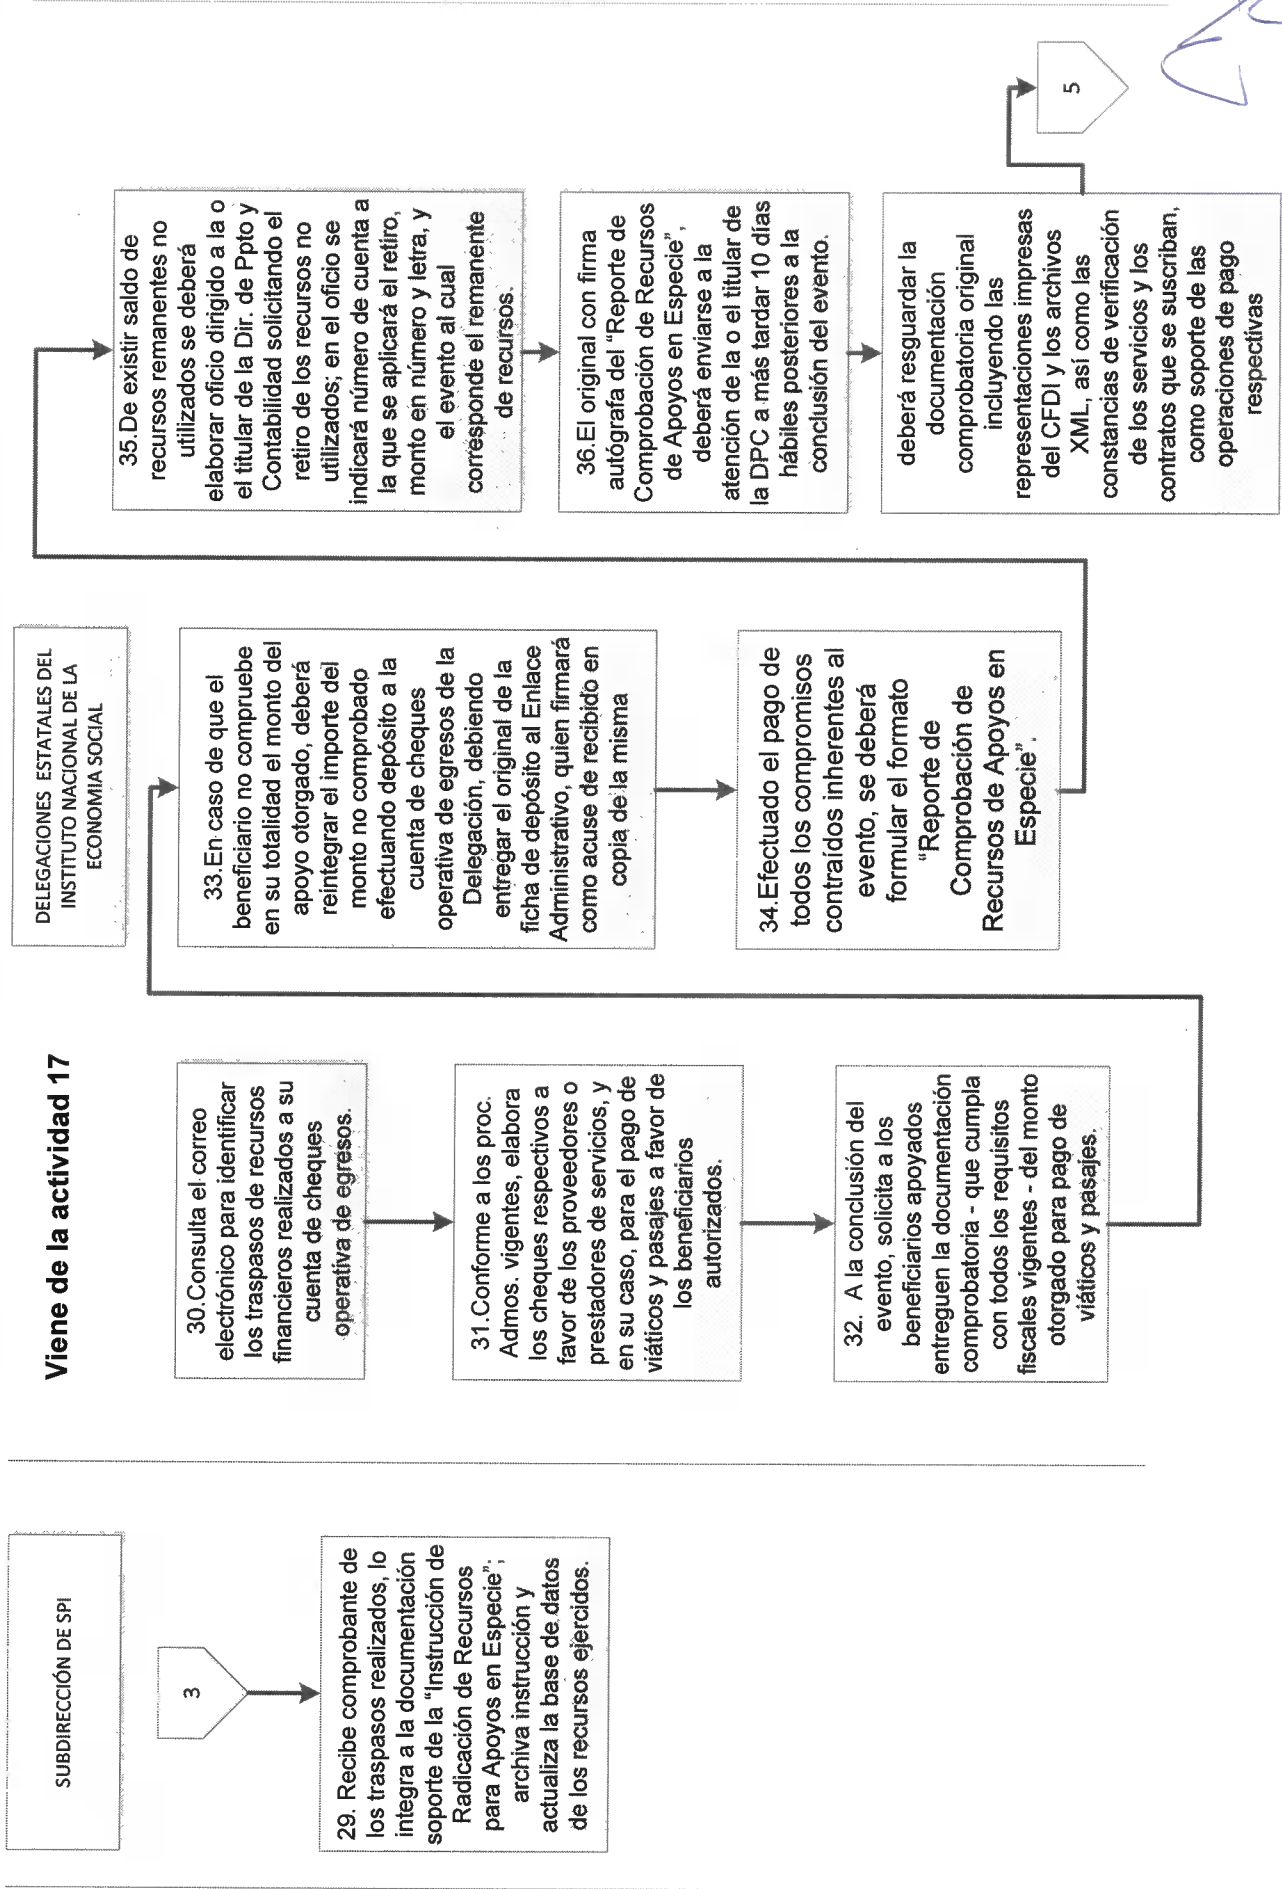 SUBDIRECCIÓN DE SPI
3
29. Recibe comprobante de
los traspasos realizados, lo
integra a la documentación
soporte de la “Instrucción de
Radicación de Recursos
para Apoyos en Especie”;
archiva instrucción y
actualiza la base de datos
de los recursos ejercidos.
Viene de la actividad 17
DELEGACIONES ESTATALES DEL
INSTITUTO NACIONAL DE LA
ECONOMIA SOCIAL
30.Consulta el correo
electrónico para identificar
los traspasos de recursos
financieros realizados a su
cuenta de cheques
operativa de egresos.
31.Conforme a los proc.
Admos. vigentes, elabora
los cheques respectivos a
favor de los proveedores o
prestadores de servicios, y
en su caso, para el pago de
viáticos y pasajes a favor de
los beneficiarios
autorizados.
32. A la conclusión del
evento, solicita a los
beneficiarios apoyados
entreguen la documentación
comprobatoria - que cumpla
con todos los requisitos
fiscales vigentes - del monto
otorgado para pago de
viáticos y pasajes.
33.En caso de que el
beneficiario no compruebe
en su totalidad el monto del
apoyo otorgado, deberá
reintegrar el importe del
monto no comprobado
efectuando depósito a la
cuenta de cheques
operativa de egresos de la
Delegación, debiendo
entregar el original de la
ficha de depósito al Enlace
Administrativo, quien firmará
como acuse de recibido en
copia de la misma
34.Efectuado el pago de
todos los compromisos
contraídos inherentes al
evento, se deberá
formular el formato
“Reporte de
Comprobación de
Recursos de Apoyos en
Especie”.
35.De existir saldo de
recursos remanentes no
utilizados se deberá
elaborar oficio dirigido a la o
el titular de la Dir. de Ppto y
Contabilidad solicitando el
retiro de los recursos no
utilizados; en el oficio se
indicará número de cuenta a
la que se aplicará el retiro,
monto en número y letra, y
el evento al cual
corresponde el remanente
de recursos.
36.El original con firma
autógrafa del “Reporte de
Comprobación de Recursos
de Apoyos en Especie”,
deberá enviarse a la
atención de la o el titular de
la DPC a más tardar 10 días
hábiles posteriores a la
conclusión del evento.
deberá resguardar la
documentación
comprobatoria original
incluyendo las
representaciones impresas
del CFDI y los archivos
XML, así como las
constancias de verificación
de los servicios y los
contratos que se suscriban,
como soporte de las
operaciones de pago
respectivas
5